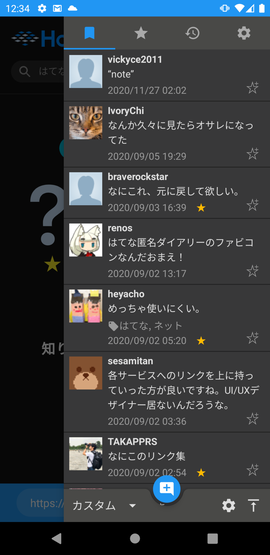 12:34
Ha
はてな
?
知り
https://
vickyce2011
"note"
2020/11/27 02:02
IvoryChi
なんか久々に見たらオサレになっ
てた
2020/09/05 19:29
braverockstar
なにこれ、元に戻して欲しい。
2020/09/03 16:39
renos
はてな匿名ダイアリーのファビコ
ンなんだおまえ！
2020/09/02 13:17
heyacho
めっちゃ使いにくい。
はてな, ネット
2020/09/02 05:20
sesamitan
各サービスへのリンクを上に持っ
ていった方が良いですね。UI/UXデ
ザイナー居ないんだろうな。
2020/09/02 03:36
TAKAPPRS
なにこのリンク集
2020/09/02 02:54
カスタム